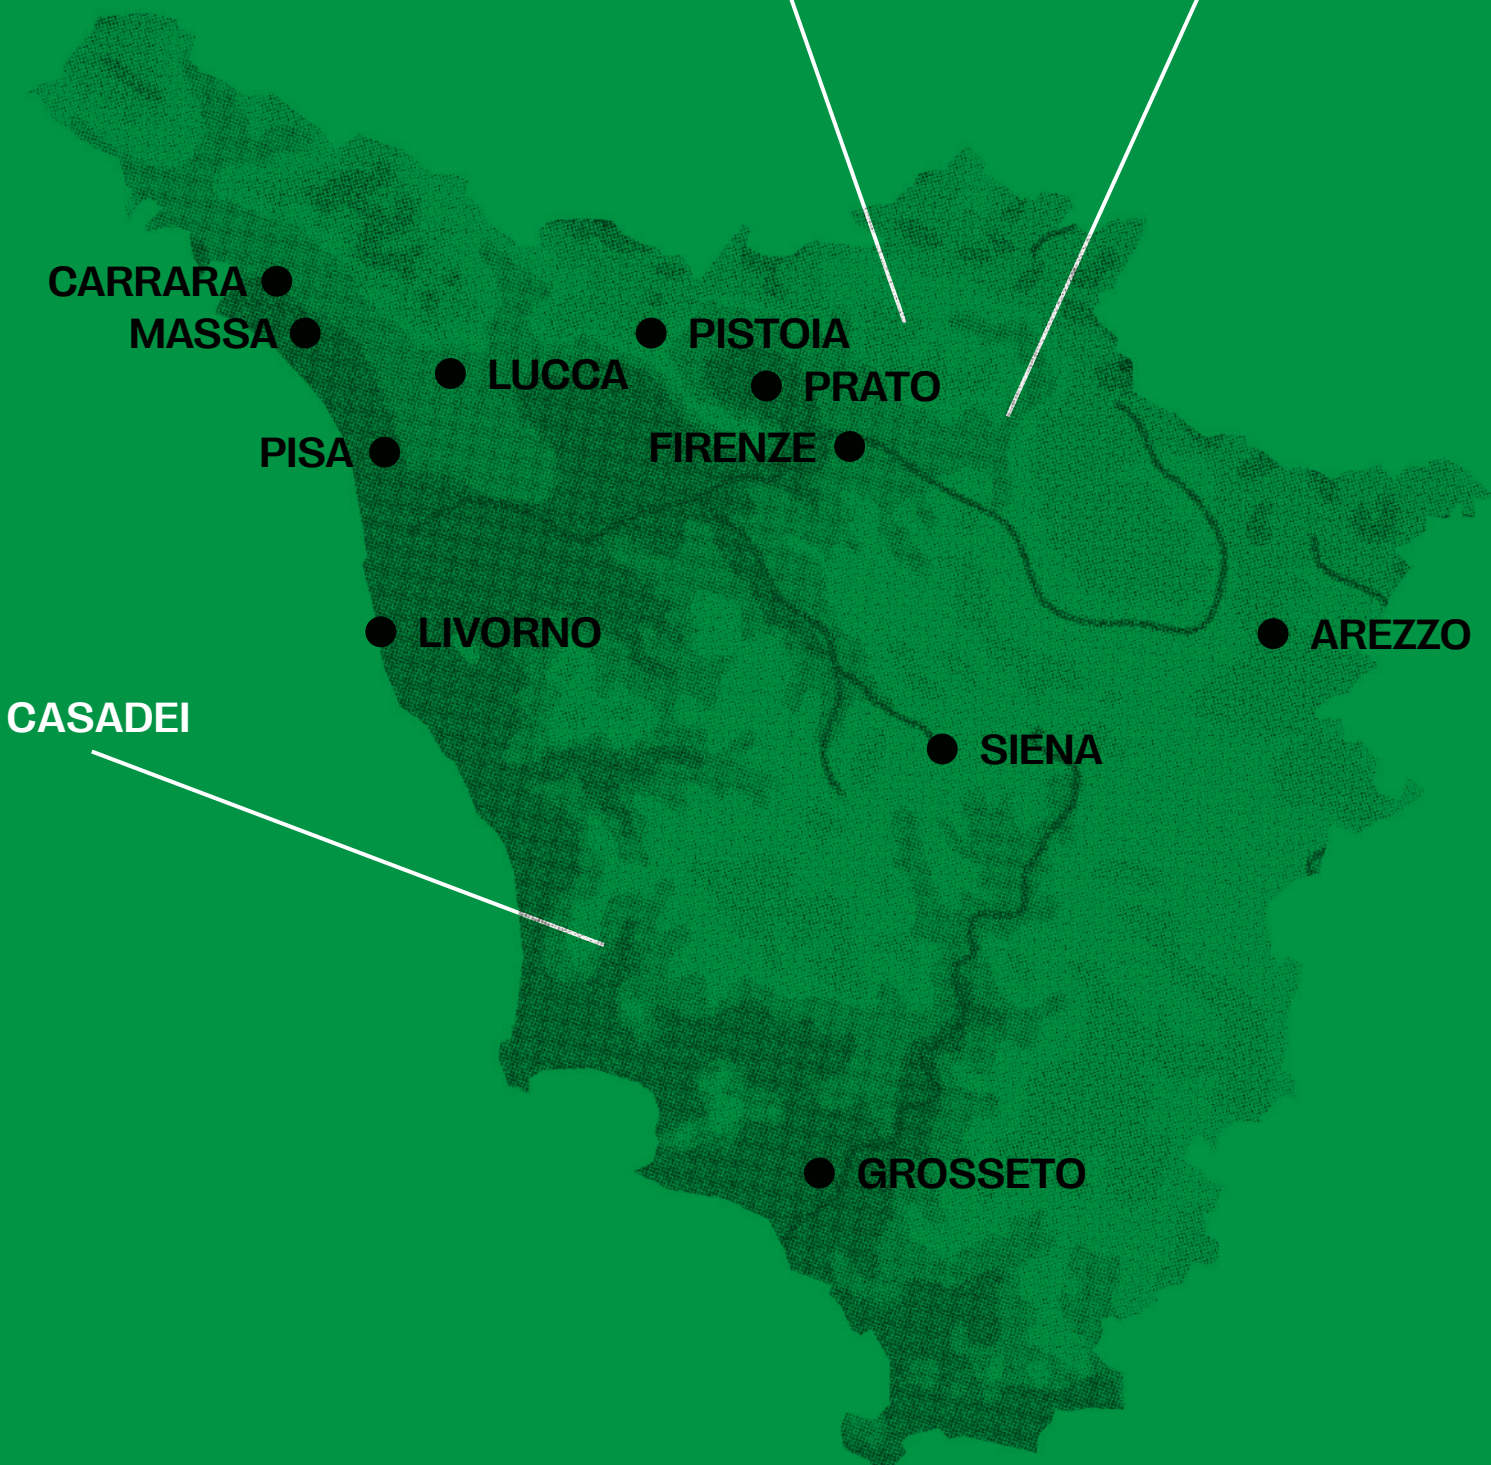 CARRARA
MASSA
PISTOIA
LUCCA
PRATO
FIRENZE
PISA
LIVORNO
AREZZO
CASADEI
SIENA
GROSSETO